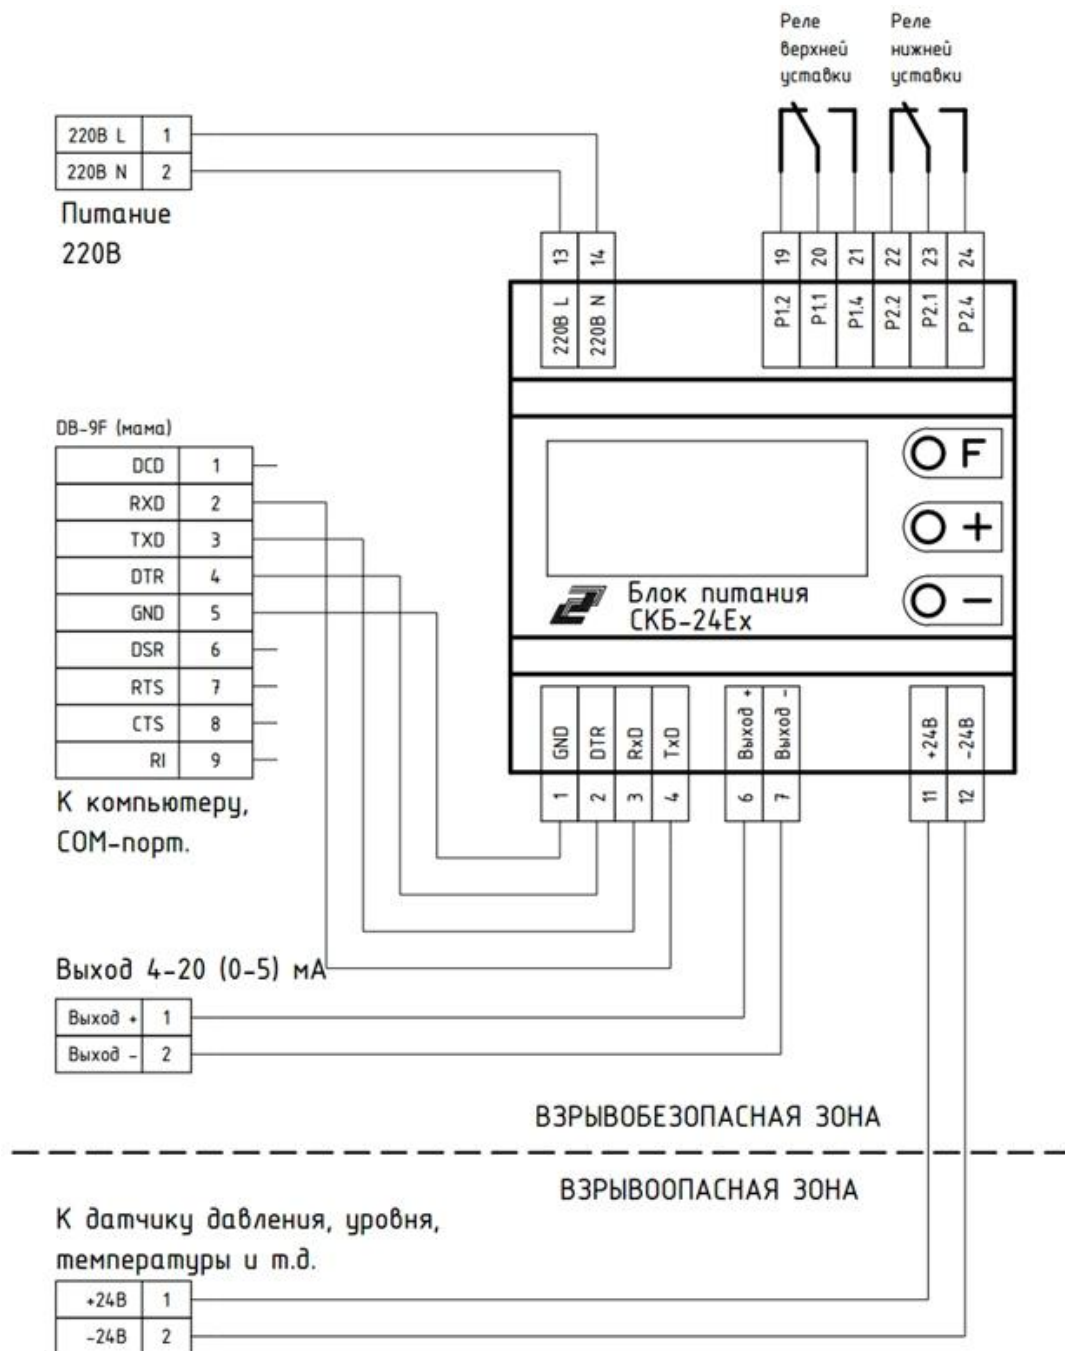 Реле
верхней
уставки
Реле
нижней
уставки
220В L 1
220В N 2
Питание
220В
13 14 19 20 21 22 23 24
220В L 220В N P1.2 P1.1 P1.4 P2.2 P2.1 P2.4
DB-9F (мама)
DCD 1
RXD 2
TXD 3
DTR 4
GND 5
DSR 6
RTS 7
CTS 8
RI 9
К компьютеру,
COM-порт.
F
+
-
Блок питания
СКБ-24Ex
GND DTR RxD TxD Выход + Выход - +24В -24В
1 2 3 4 6 7 11 12
Выход 4-20 (0-5) мА
Выход + 1
Выход - 2
ВЗРЫВОБЕЗОПАСНАЯ ЗОНА
ВЗРЫВООПАСНАЯ ЗОНА
К датчику давления, уровня,
температуры и т.д.
+24В 1
-24В 2